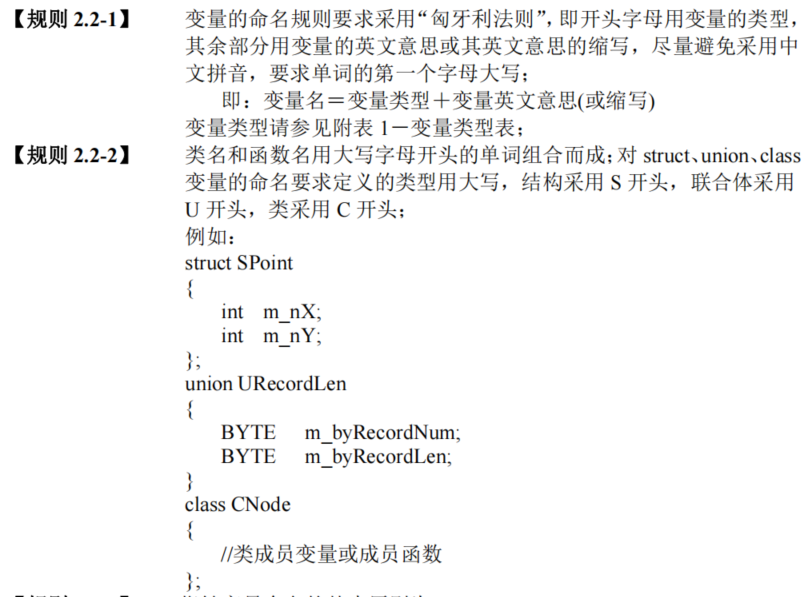 【规则 2.2-1】 变量的命名规则要求采用“匈牙利法则”，即开头字母用变量的类型，
其余部分用变量的英文意思或其英文意思的缩写，尽量避免采用中
文拼音，要求单词的第一个字母大写；
即：变量名＝变量类型＋变量英文意思(或缩写)
变量类型请参见附表 1－变量类型表；
【规则 2.2-2】 类名和函数名用大写字母开头的单词组合而成；对 struct、union、class
变量的命名要求定义的类型用大写，结构采用 S 开头，联合体采用
U 开头，类采用 C 开头；
例如：
struct SPoint
{
int m_nX;
int m_nY;
};
union URecordLen
{
BYTE m_byRecordNum;
BYTE m_byRecordLen;
}
class CNode
{
//类成员变量或成员函数
};